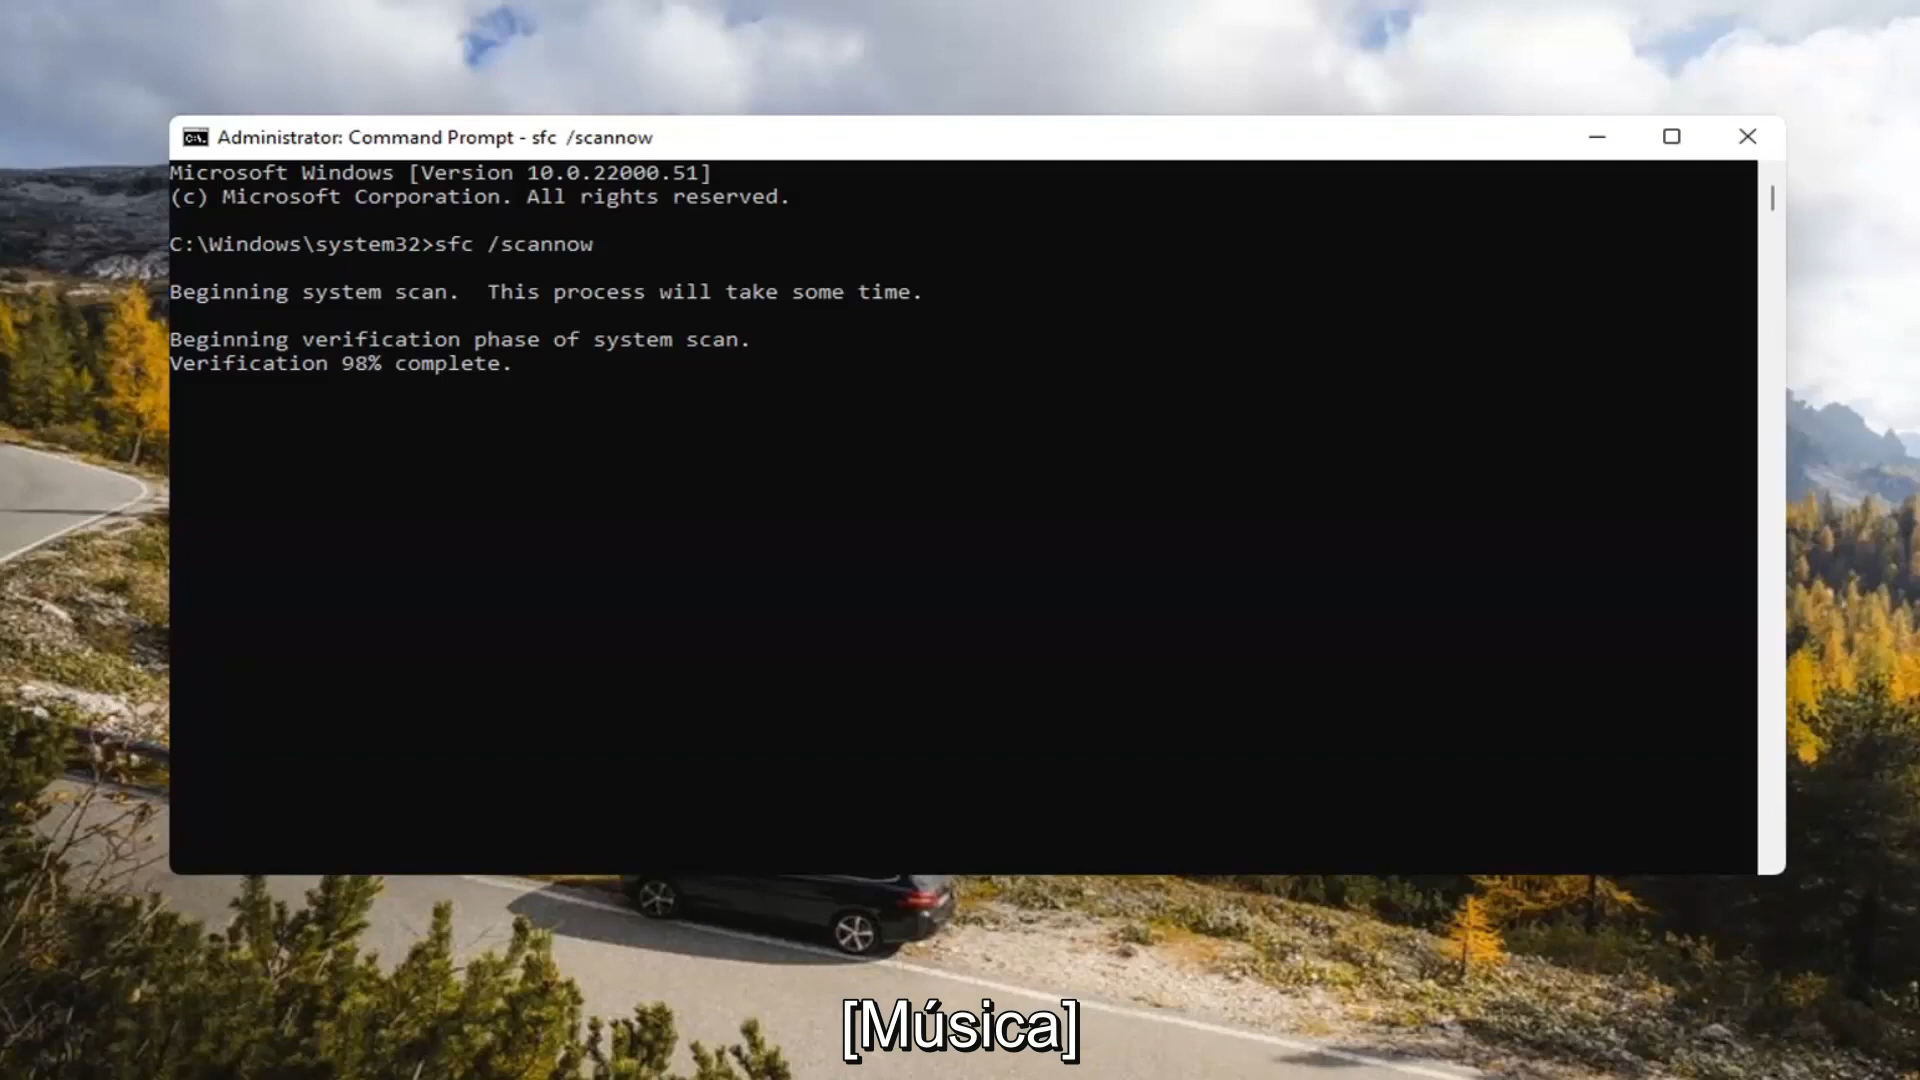 Administrator: Command Prompt - sfc  /scannow
Microsoft Windows [Version 10.0.22000.51]
(c) Microsoft Corporation. All rights reserved.
C:\Windows\system32>sfc /scannow
Beginning system scan.  This process will take some time.
Beginning verification phase of system scan.
Verification 98% complete.
[Música]